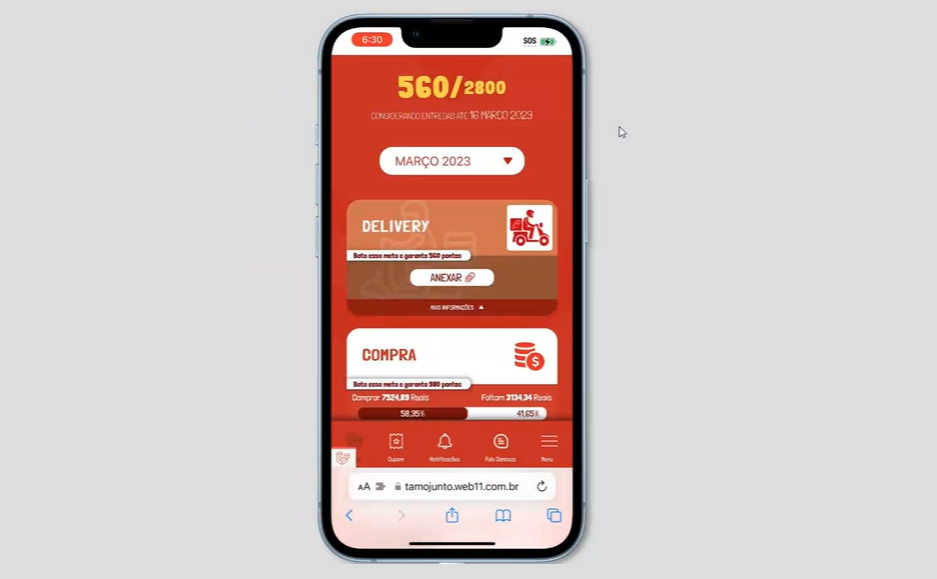 6:30 SOS
560/2800
CONSIDERANDO ENTREGAS ATÉ 16 MARÇO 2023
MARÇO 2023
DELIVERY
Bata essa meta e garanta 560 pontos
ANEXAR
MAIS INFORMAÇÕES
COMPRA
Bata essa meta e garanta 980 pontos
Comprar 7524,89 Reais Faltam 3134,34 Reais
58,35% 41,65%
Cupom Notificações Fale Conosco Menu
AA tamojunto.web11.com.br